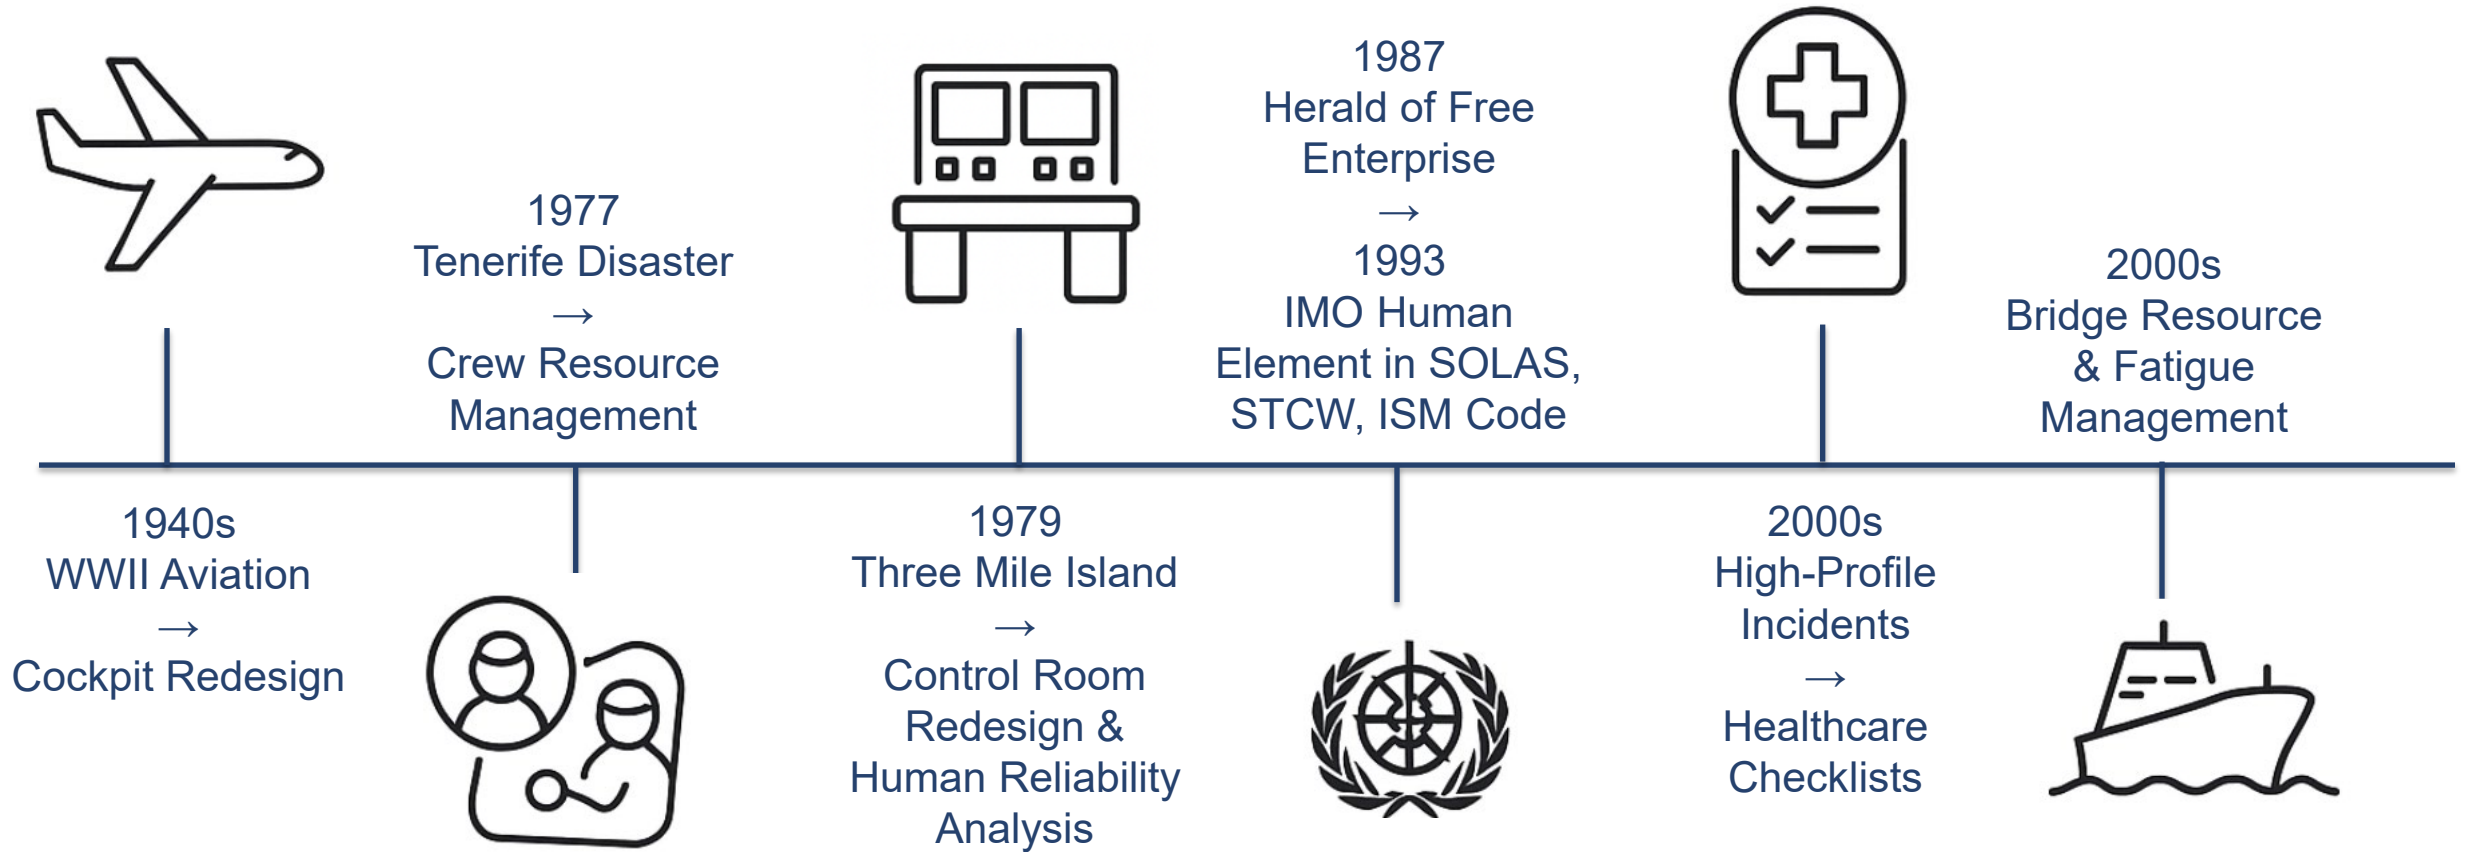 1940s
WWII Aviation
→
Cockpit Redesign
1977
Tenerife Disaster
→
Crew Resource
Management
1979
Three Mile Island
→
Control Room
Redesign &
Human Reliability
Analysis
1987
Herald of Free
Enterprise
→
1993
IMO Human
Element in SOLAS,
STCW, ISM Code
2000s
High-Profile
Incidents
→
Healthcare
Checklists
2000s
Bridge Resource
& Fatigue
Management